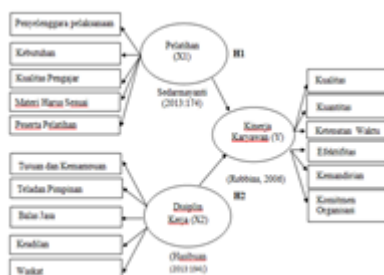 Penyelenggara pelaksanaan
Kebutuhan
Kualitas Pengajar
Materi Harus Sesuai
Peserta Pelatihan
Pelatihan
(X1)
H1
Sedarmayanti
(2013:174)
Kinerja
Karyawan (Y)
(Robbins, 2006)
Kualitas
Kuantitas
Ketepatan Waktu
Efektifitas
Kemandirian
Komitmen
Organisasi
Tujuan dan Kemampuan
Teladan Pimpinan
Balas Jasa
Keadilan
Waskat
Disiplin
Kerja (X2)
H2
(Hasibuan